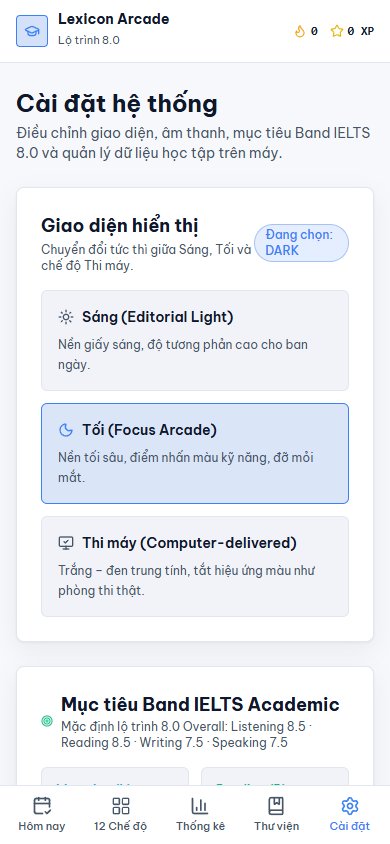 Lexicon Arcade
Lộ trình 8.0
0
0 XP
Cài đặt hệ thống
Điều chỉnh giao diện, âm thanh, mục tiêu Band IELTS
8.0 và quản lý dữ liệu học tập trên máy.
Giao diện hiển thị
Chuyển đổi tức thì giữa Sáng, Tối và
chế độ Thi máy.
Đang chọn:
DARK
Sáng (Editorial Light)
Nền giấy sáng, độ tương phản cao cho ban
ngày.
Tối (Focus Arcade)
Nền tối sâu, điểm nhấn màu kỹ năng, đỡ mỏi
mắt.
Thi máy (Computer-delivered)
Trắng – đen trung tính, tắt hiệu ứng màu như
phòng thi thật.
Mục tiêu Band IELTS Academic
Mặc định lộ trình 8.0 Overall: Listening 8.5 ·
Reading 8.5 · Writing 7.5 · Speaking 7.5
Hôm nay
12 Chế độ
Thống kê
Thư viện
Cài đặt